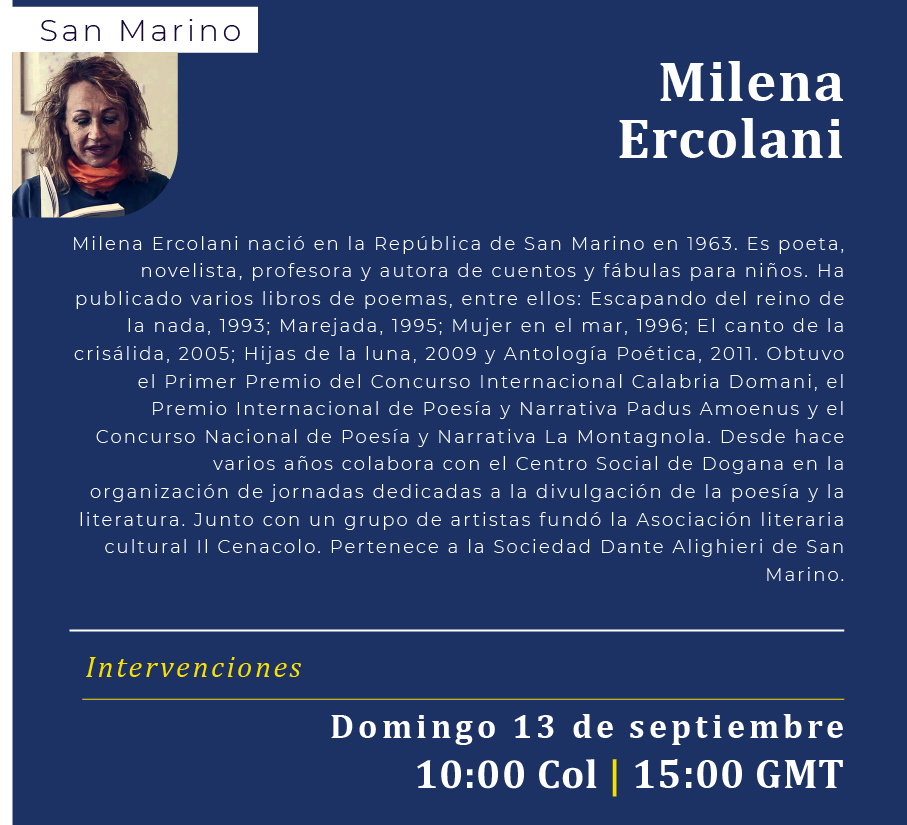 San Marino
Milena
Ercolani
Milena Ercolani nació en la República de San Marino en 1963. Es poeta,
novelista, profesora y autora de cuentos y fábulas para niños. Ha
publicado varios libros de poemas, entre ellos: Escapando del reino de
la nada, 1993; Marejada, 1995; Mujer en el mar, 1996; El canto de la
crisálida, 2005; Hijas de la luna, 2009 y Antología Poética, 2011. Obtuvo
el Primer Premio del Concurso Internacional Calabria Domani, el
Premio Internacional de Poesía y Narrativa Padus Amoenus y el
Concurso Nacional de Poesía y Narrativa La Montagnola. Desde hace
varios años colabora con el Centro Social de Dogana en la
organización de jornadas dedicadas a la divulgación de la poesía y la
literatura. Junto con un grupo de artistas fundó la Asociación literaria
cultural Il Cenacolo. Pertenece a la Sociedad Dante Alighieri de San
Marino.
Intervenciones
Domingo 13 de septiembre
10:00 Col | 15:00 GMT